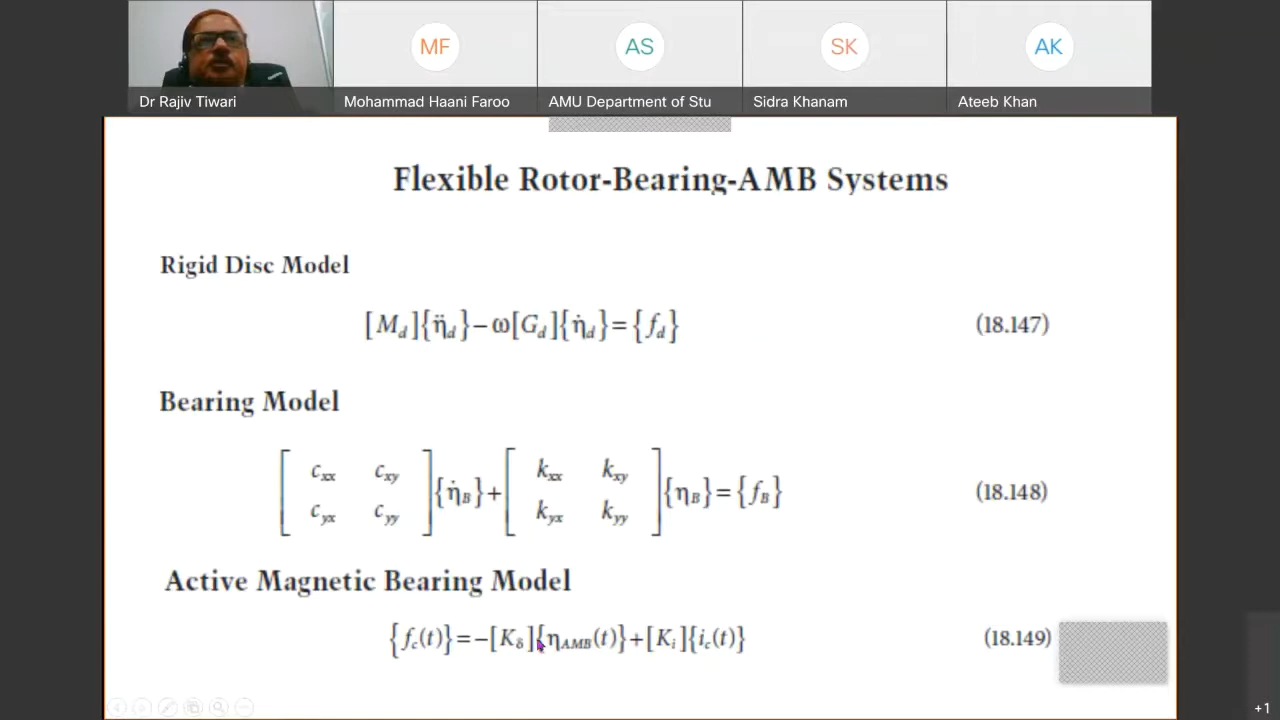 MF
AS
SK
AK
Dr Rajiv Tiwari
Mohammad Haani Faroo
AMU Department of Stu
Sidra Khanam
Ateeb Khan
Flexible Rotor-Bearing-AMB Systems
Rigid Disc Model
[M_d]{η̈_d} − ω[G_d]{η̇_d} = {f_d} (18.147)
Bearing Model
[c_xx c_xy; c_yx c_yy]{η̇_B} + [k_xx k_xy; k_yx k_yy]{η_B} = {f_B} (18.148)
Active Magnetic Bearing Model
{f_c(t)} = −[K_δ]{η_AMB(t)} + [K_i]{i_c(t)} (18.149)
+1